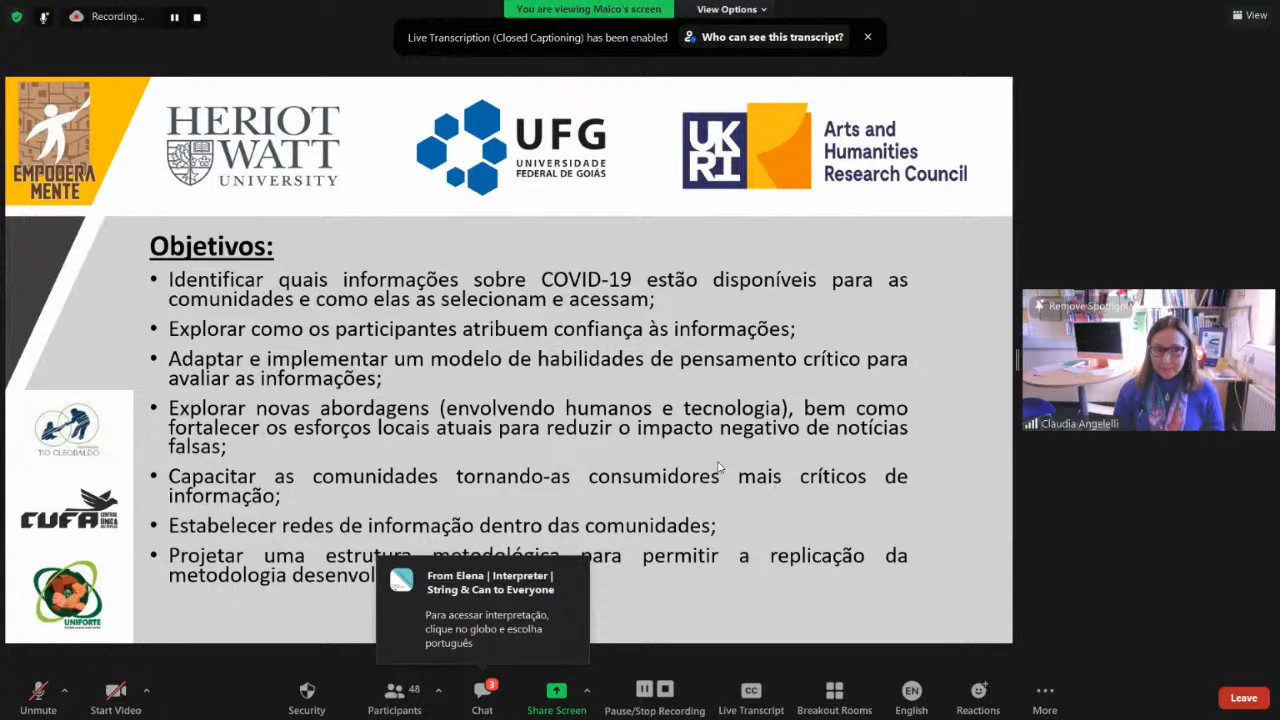 Recording...
You are viewing Maico's screen
View Options
View
Live Transcription (Closed Captioning) has been enabled
Who can see this transcript?
EMPODERA
MENTE
HERIOT
WATT
UNIVERSITY
UFG
UNIVERSIDADE
FEDERAL DE GOIÁS
UK
RI
Arts and
Humanities
Research Council
Objetivos:
• Identificar quais informações sobre COVID-19 estão disponíveis para as
comunidades e como elas as selecionam e acessam;
• Explorar como os participantes atribuem confiança às informações;
• Adaptar e implementar um modelo de habilidades de pensamento crítico para
avaliar as informações;
• Explorar novas abordagens (envolvendo humanos e tecnologia), bem como
fortalecer os esforços locais atuais para reduzir o impacto negativo de notícias
falsas;
• Capacitar as comunidades tornando-as consumidores mais críticos de
informação;
• Estabelecer redes de informação dentro das comunidades;
• Projetar uma estrutura metodológica para permitir a replicação da
metodologia desenvol
TIO CLEOBALDO
CUFA
CENTRAL
ÚNICA
UNIFORTE
Remove Spotlight
Claudia Angelelli
From Elena | Interpreter |
String & Can to Everyone
Para acessar interpretação,
clique no globo e escolha
português
Unmute
Start Video
Security
48
Participants
3
Chat
Share Screen
Pause/Stop Recording
CC
Live Transcript
Breakout Rooms
EN
English
Reactions
More
Leave